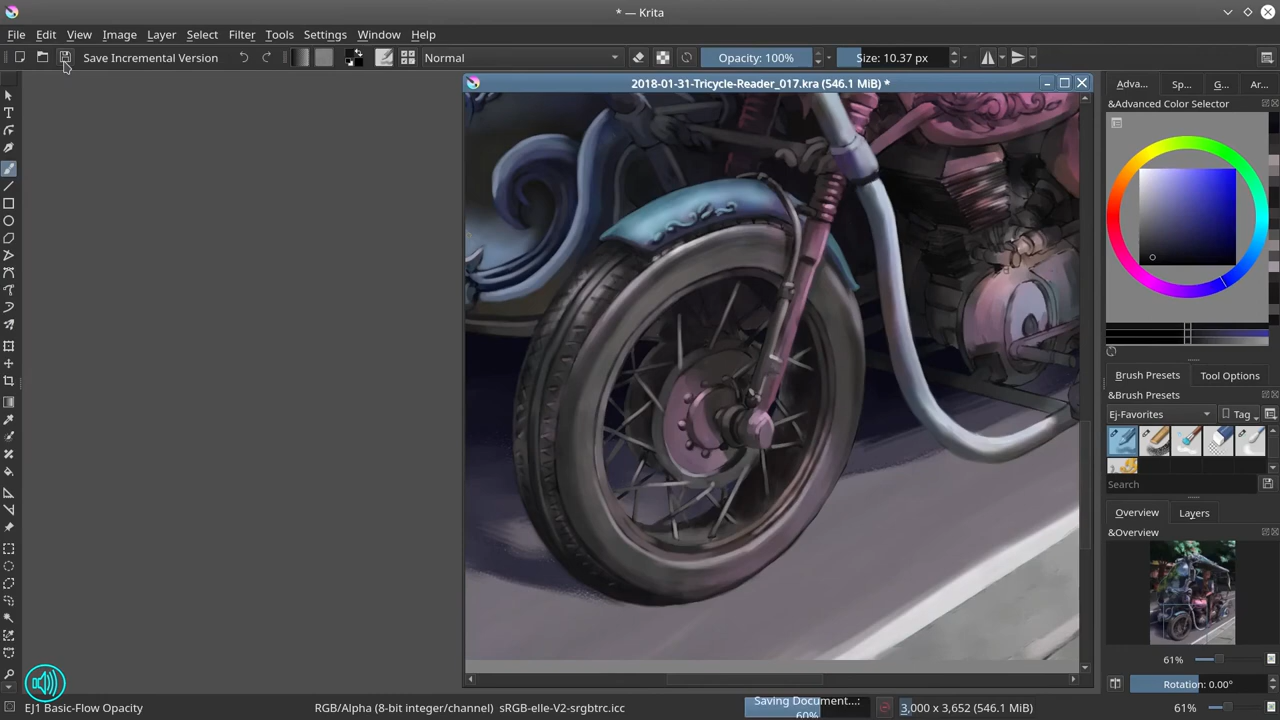 * — Krita
File Edit View Image Layer Select Filter Tools Settings Window Help
Save Incremental Version Normal Opacity: 100% Size: 10.37 px
2018-01-31-Tricycle-Reader_017.kra (546.1 MiB) *
Adva... Sp... G... Ar...
&Advanced Color Selector
Brush Presets Tool Options
&Brush Presets
Ej-Favorites Tag
Search
Overview Layers
&Overview
61%
Rotation: 0.00°
EJ1 Basic-Flow Opacity RGB/Alpha (8-bit integer/channel) sRGB-elle-V2-srgbtrc.icc Saving Document...: 60% 3,000 x 3,652 (546.1 MiB) 61%